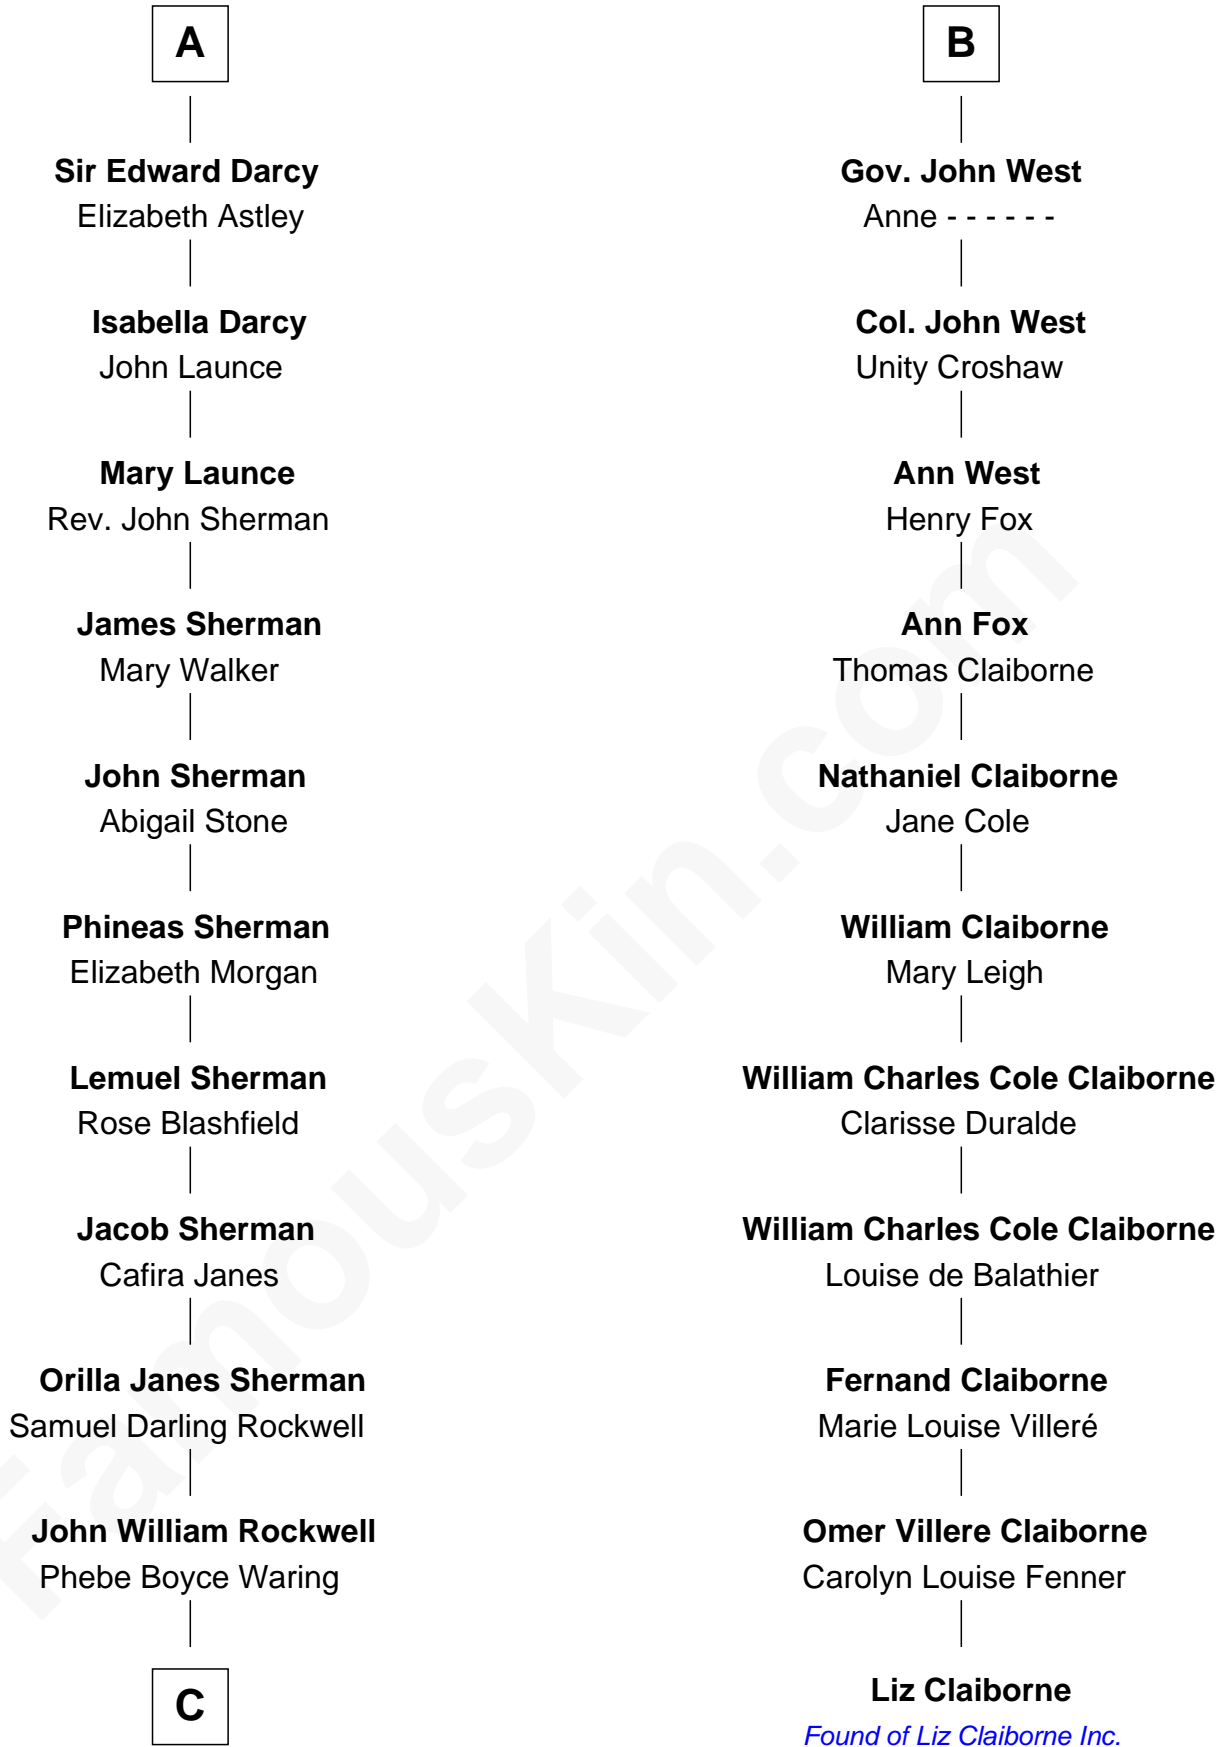 A
Sir Edward Darcy
Elizabeth Astley
Isabella Darcy
John Launce
Mary Launce
Rev. John Sherman
James Sherman
Mary Walker
John Sherman
Abigail Stone
Phineas Sherman
Elizabeth Morgan
Lemuel Sherman
Rose Blashfield
Jacob Sherman
Cafira Janes
Orilla Janes Sherman
Samuel Darling Rockwell
John William Rockwell
Phebe Boyce Waring
C
B
Gov. John West
Anne - - - - - -
Col. John West
Unity Croshaw
Ann West
Henry Fox
Ann Fox
Thomas Claiborne
Nathaniel Claiborne
Jane Cole
William Claiborne
Mary Leigh
William Charles Cole Claiborne
Clarisse Duralde
William Charles Cole Claiborne
Louise de Balathier
Fernand Claiborne
Marie Louise Villeré
Omer Villere Claiborne
Carolyn Louise Fenner
Liz Claiborne
Found of Liz Claiborne Inc.
FamousKin.com